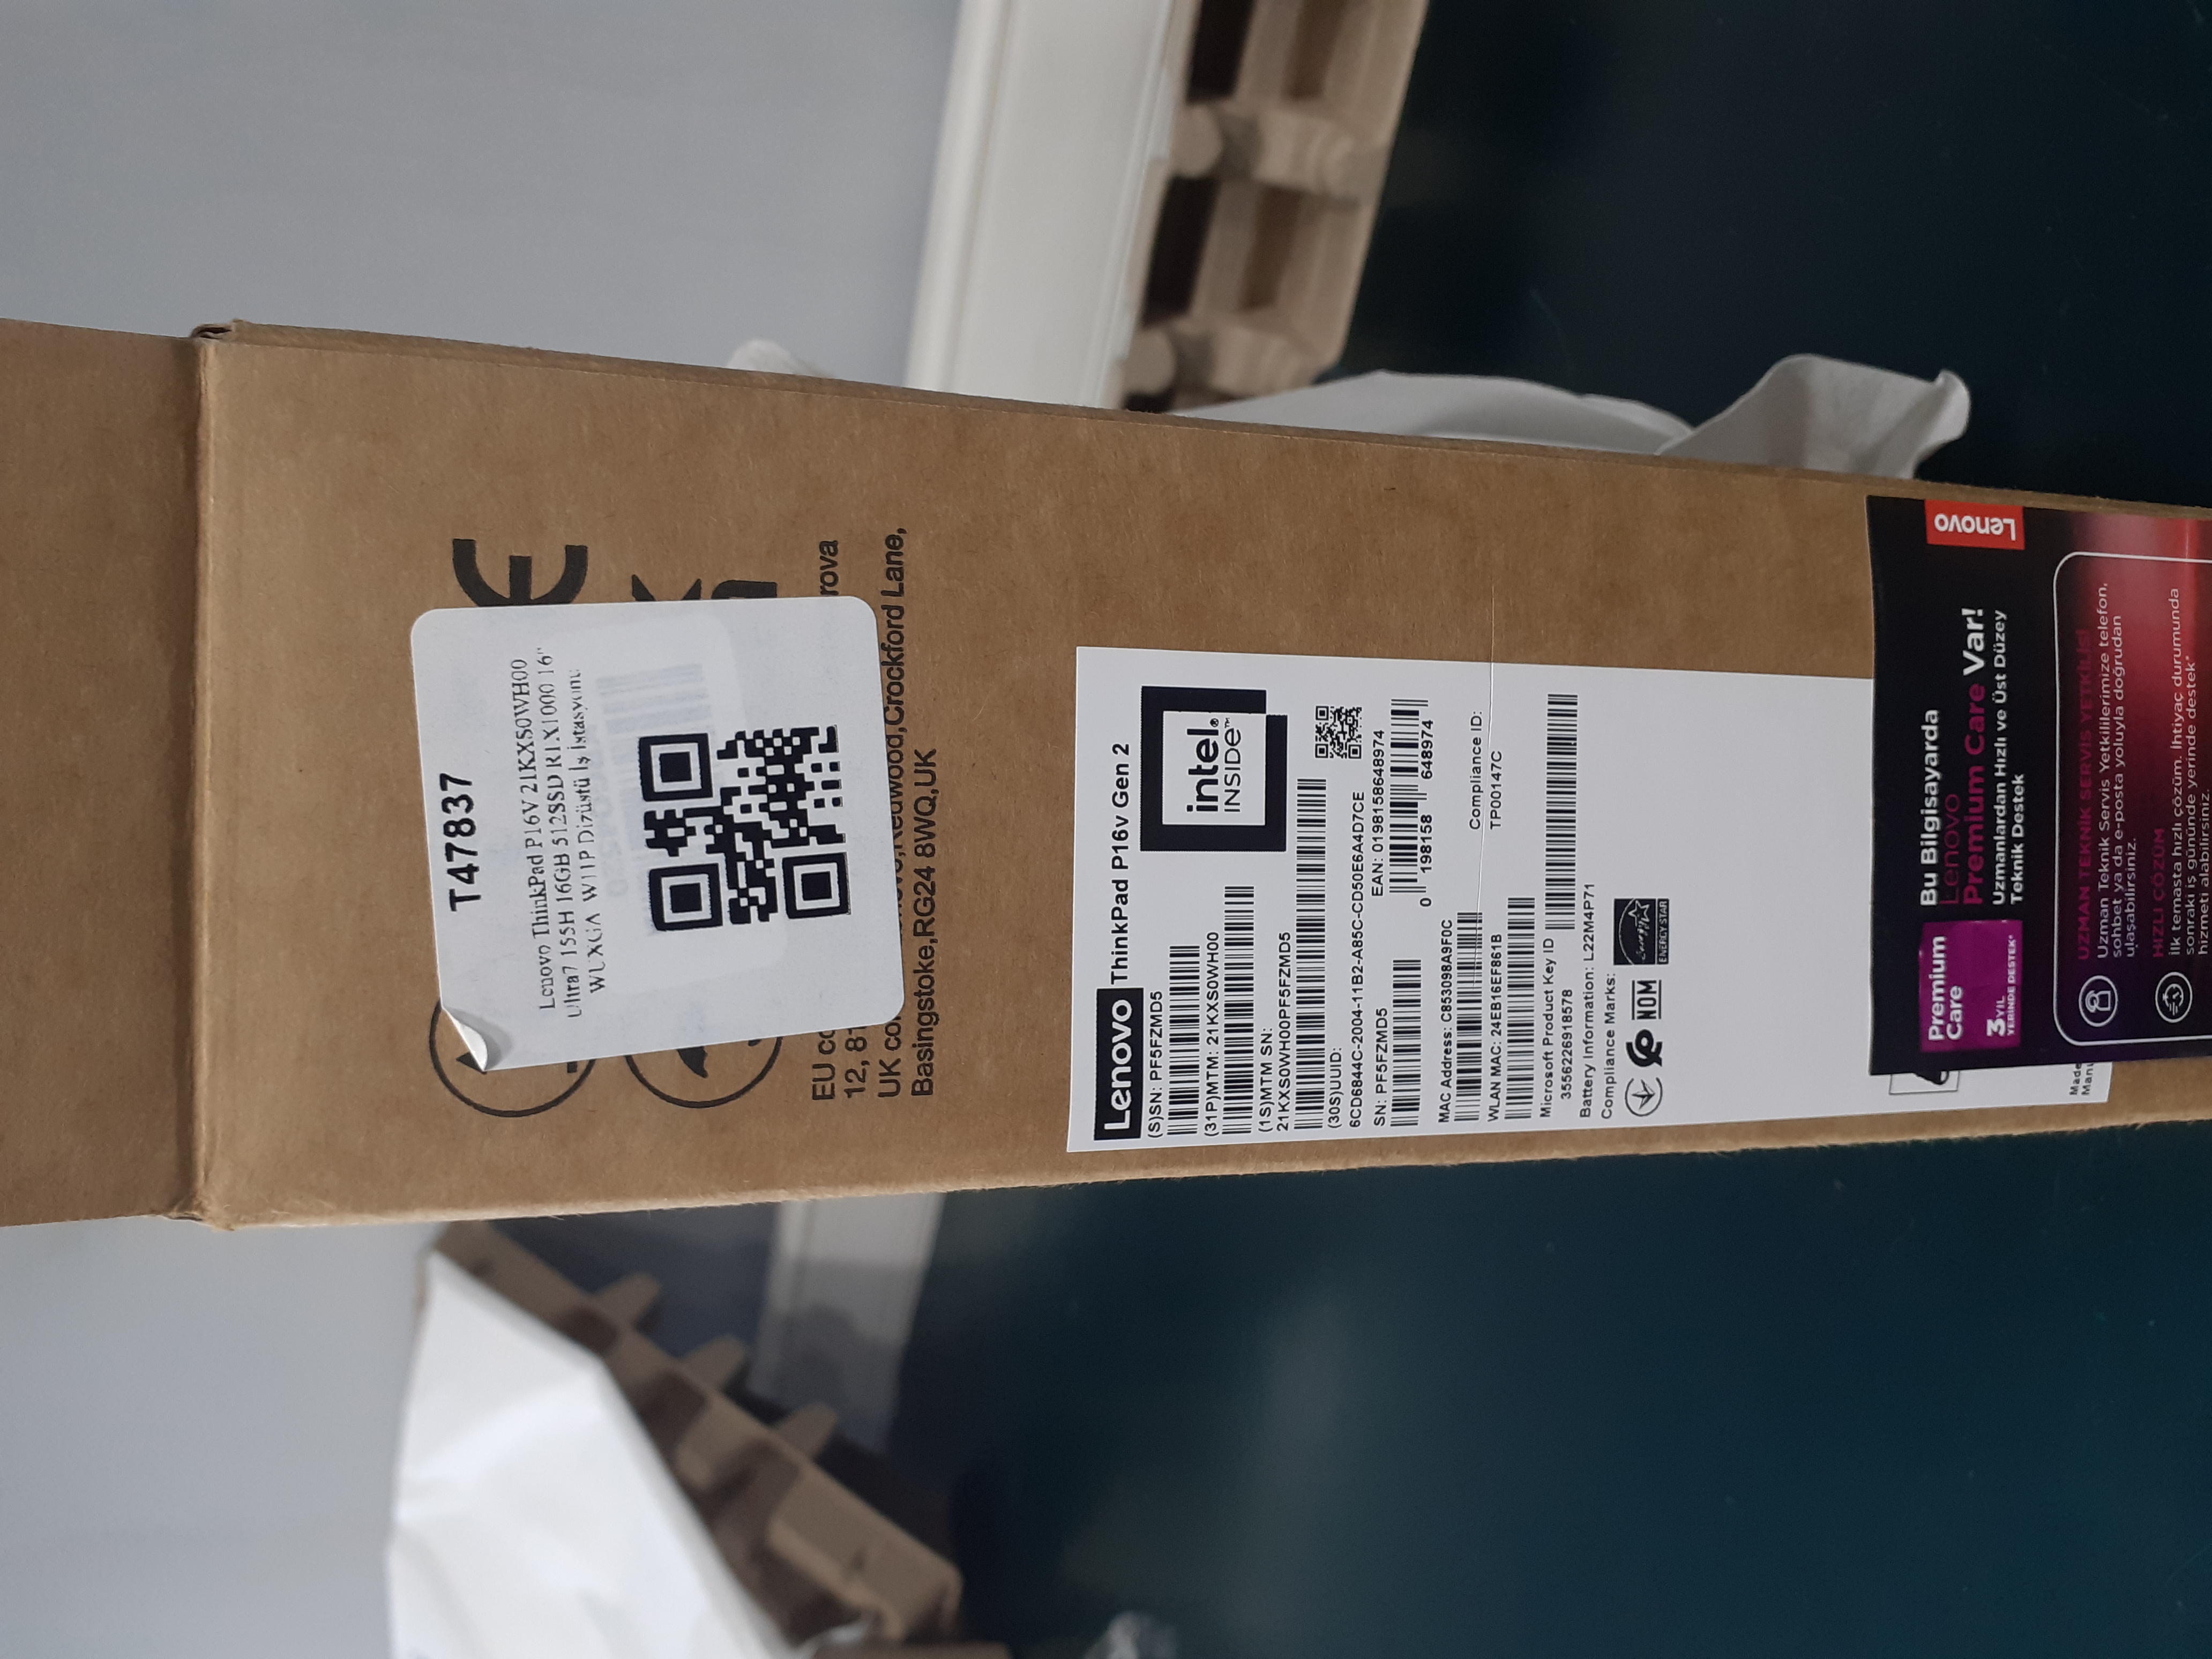 T47837
Lenovo ThinkPad P16V 21KXS0WH00
Ultra7 155H 16GB 512SSD RTX1000 16"
WUXGA W11P Dizüstü İş İstasyonu
CE
EU co
rova
12, 81
UK co
Redwood,Crockford Lane,
Basingstoke,RG24 8WQ,UK
Lenovo ThinkPad P16v Gen 2
(S)SN: PF5FZMD5
(31P)MTM: 21KXS0WH00
intel®
INSIDE™
(1S)MTM SN:
21KXS0WH00PF5FZMD5
(30S)UUID:
6CD6844C-2004-11B2-A85C-CD50E6A4D7CE
SN: PF5FZMD5
EAN: 0198158648974
0 198158 648974
MAC Address: C853098A9F0C
Compliance ID:
TP00147C
WLAN MAC: 24EB16EF861B
Microsoft Product Key ID
3556226918578
Battery Information: L22M4P71
Compliance Marks:
NOM
ENERGY STAR
Made
Manu
Lenovo
Premium
Care
3 YIL
YERİNDE DESTEK*
Bu Bilgisayarda
Lenovo
Premium Care Var!
Uzmanlardan Hızlı ve Üst Düzey
Teknik Destek
UZMAN TEKNİK SERVİS YETKİLİSİ
Uzman Teknik Servis Yetkililerimize telefon,
sohbet ya da e-posta yoluyla doğrudan
ulaşabilirsiniz.
HIZLI ÇÖZÜM
İlk temasta hızlı çözüm. İhtiyaç durumunda
sonraki iş gününde yerinde destek*
hizmeti alabilirsiniz.